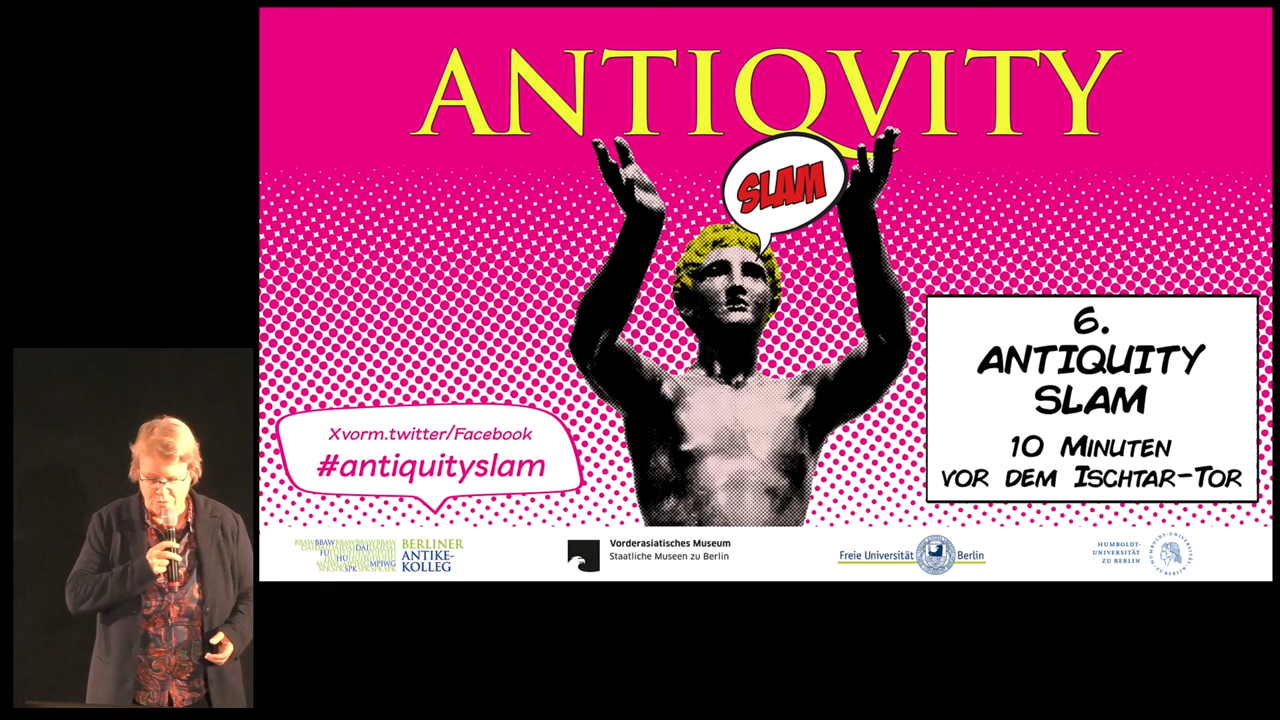 ANTIQVITY
SLAM
6.
ANTIQUITY
SLAM
10 MINUTEN
VOR DEM ISCHTAR-TOR
Xvorm.twitter/Facebook
#antiquityslam
BERLINER
ANTIKE-
KOLLEG
Vorderasiatisches Museum
Staatliche Museen zu Berlin
Freie Universität Berlin
HUMBOLDT-
UNIVERSITÄT
ZU BERLIN